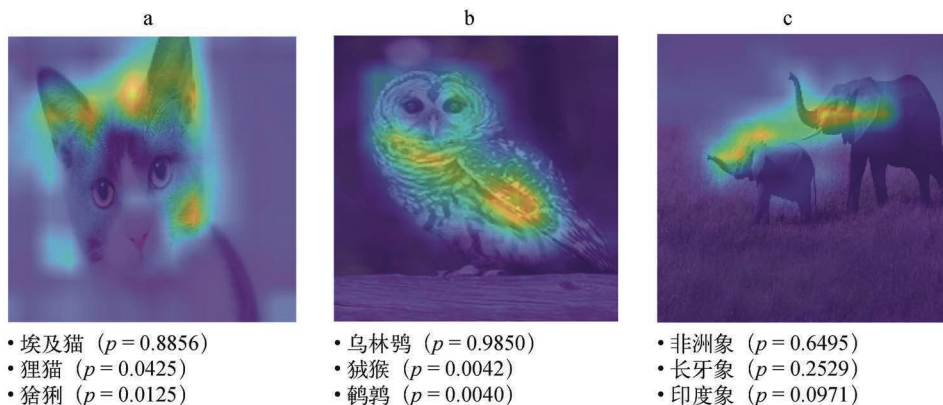 a
b
c
• 埃及猫（p = 0.8856）
• 狸猫（p = 0.0425）
• 猞猁（p = 0.0125）
• 乌林鸮（p = 0.9850）
• 狨猴（p = 0.0042）
• 鹌鹑（p = 0.0040）
• 非洲象（p = 0.6495）
• 长牙象（p = 0.2529）
• 印度象（p = 0.0971）